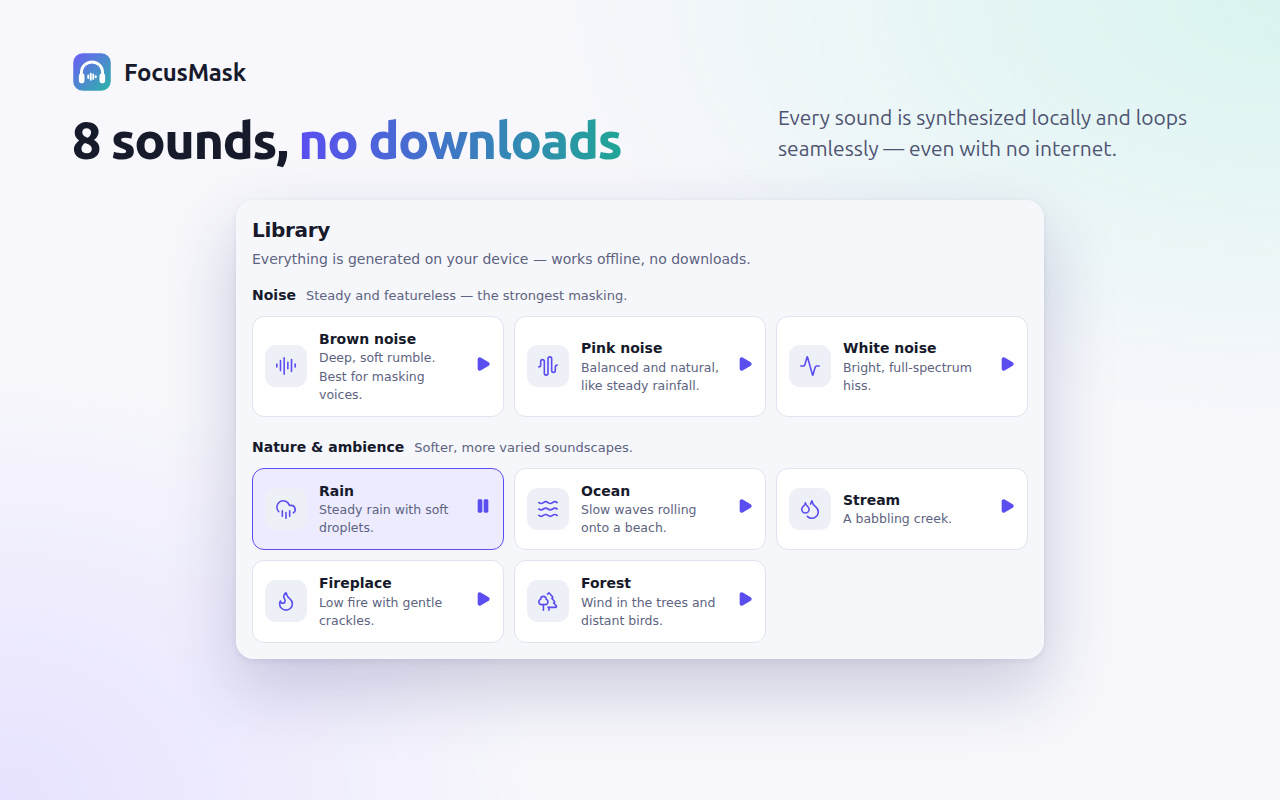 FocusMask
8 sounds, no downloads
Every sound is synthesized locally and loops
seamlessly — even with no internet.
Library
Everything is generated on your device — works offline, no downloads.
Noise Steady and featureless — the strongest masking.
Brown noise
Deep, soft rumble.
Best for masking
voices.
Pink noise
Balanced and natural,
like steady rainfall.
White noise
Bright, full-spectrum
hiss.
Nature & ambience Softer, more varied soundscapes.
Rain
Steady rain with soft
droplets.
Ocean
Slow waves rolling
onto a beach.
Stream
A babbling creek.
Fireplace
Low fire with gentle
crackles.
Forest
Wind in the trees and
distant birds.